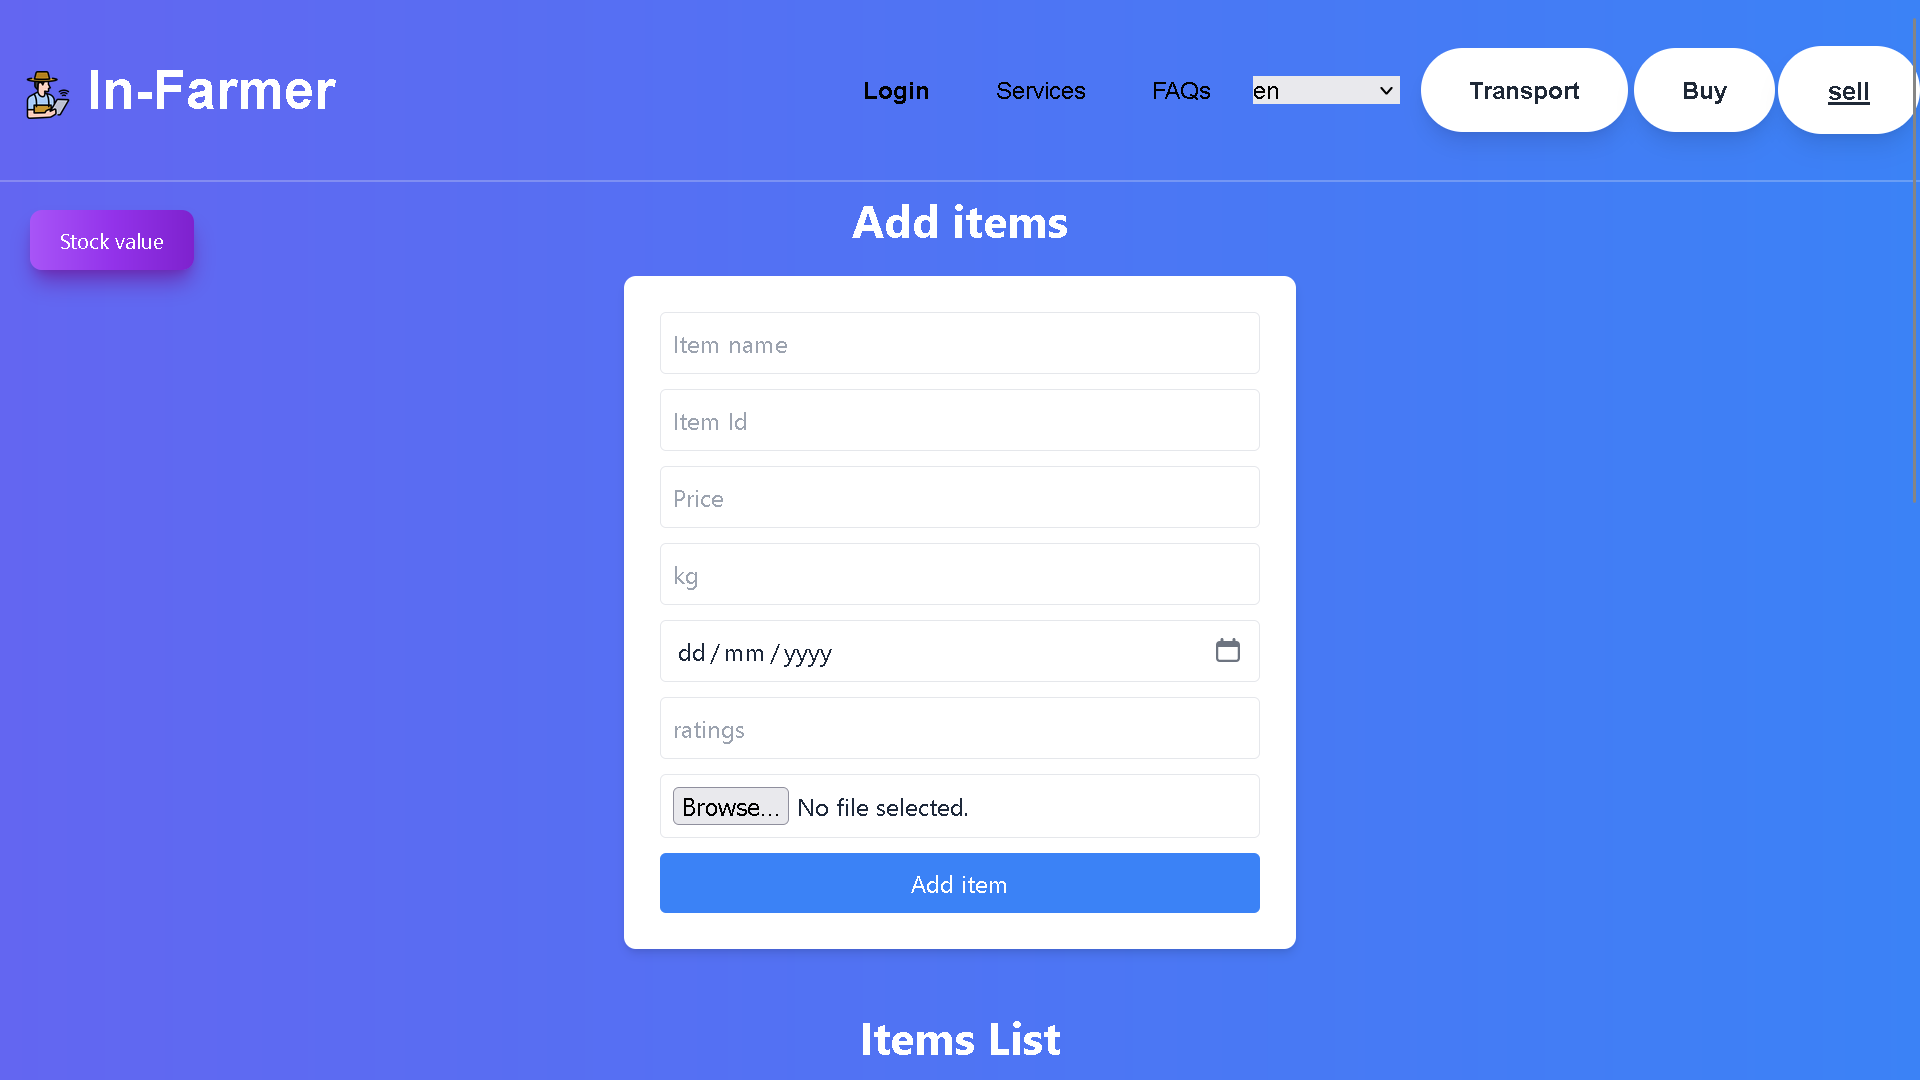 In-Farmer
Login
Services
FAQs
en
Transport
Buy
sell
Stock value
Add items
Item name
Item Id
Price
kg
dd / mm / yyyy
ratings
Browse... No file selected.
Add item
Items List